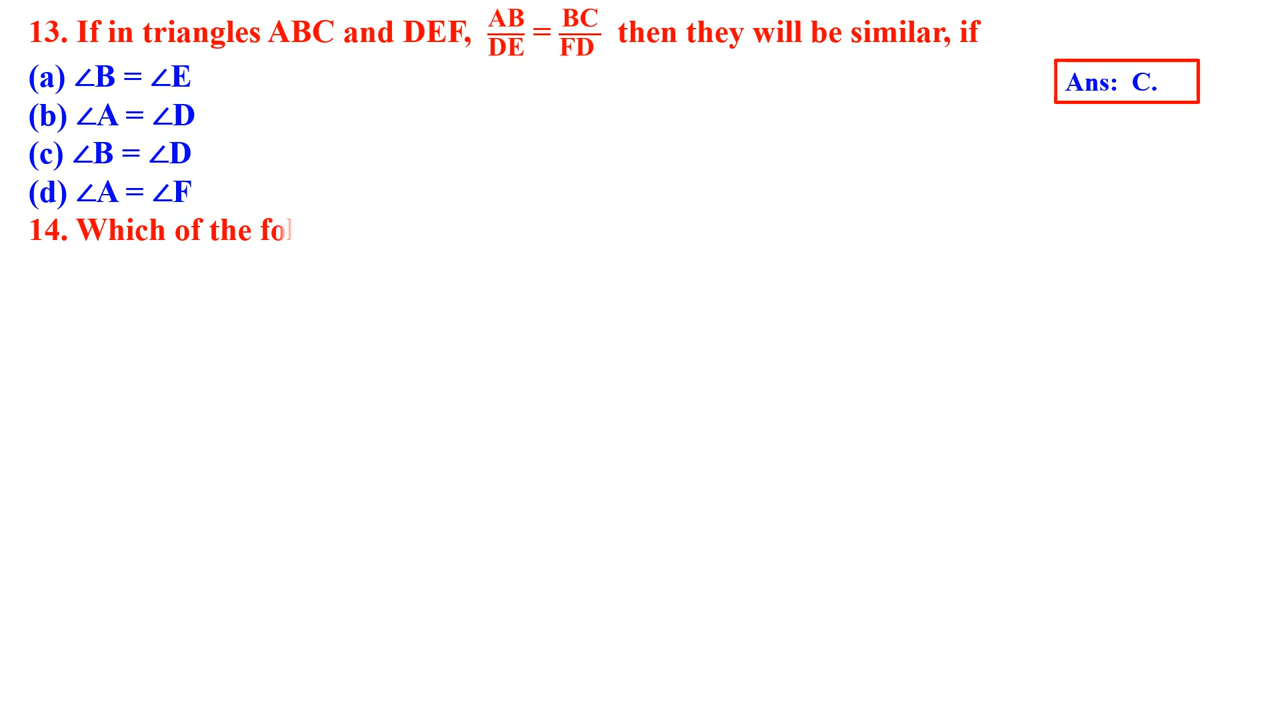 13. If in triangles ABC and DEF, AB/DE = BC/FD then they will be similar, if
(a) ∠B = ∠E
Ans: C.
(b) ∠A = ∠D
(c) ∠B = ∠D
(d) ∠A = ∠F
14. Which of the